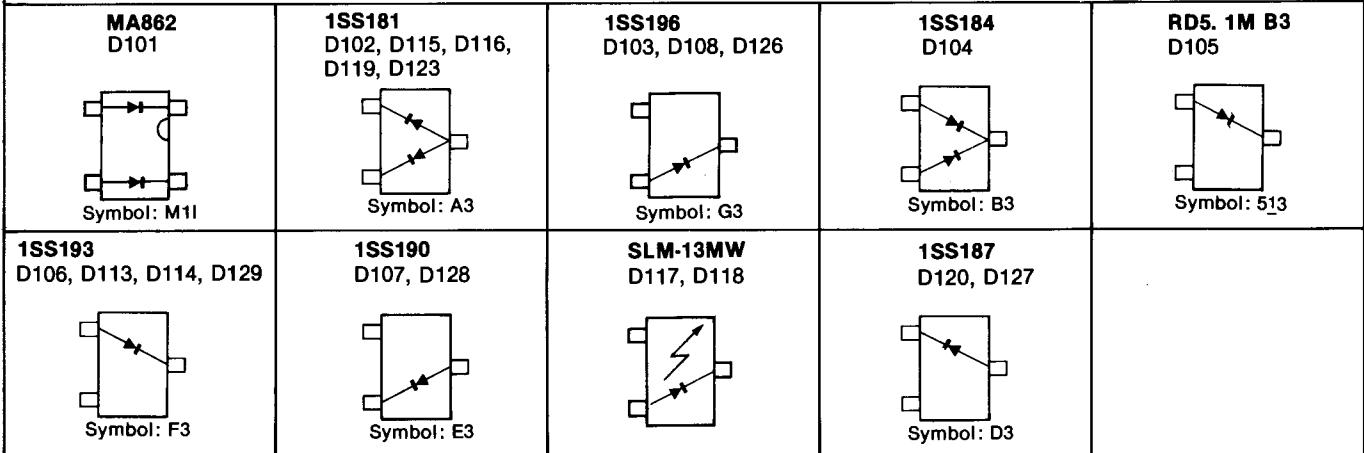 MA862
D101
Symbol: M1I
1SS181
D102, D115, D116,
D119, D123
Symbol: A3
1SS196
D103, D108, D126
Symbol: G3
1SS184
D104
Symbol: B3
RD5. 1M B3
D105
Symbol: 513
1SS193
D106, D113, D114, D129
Symbol: F3
1SS190
D107, D128
Symbol: E3
SLM-13MW
D117, D118
1SS187
D120, D127
Symbol: D3